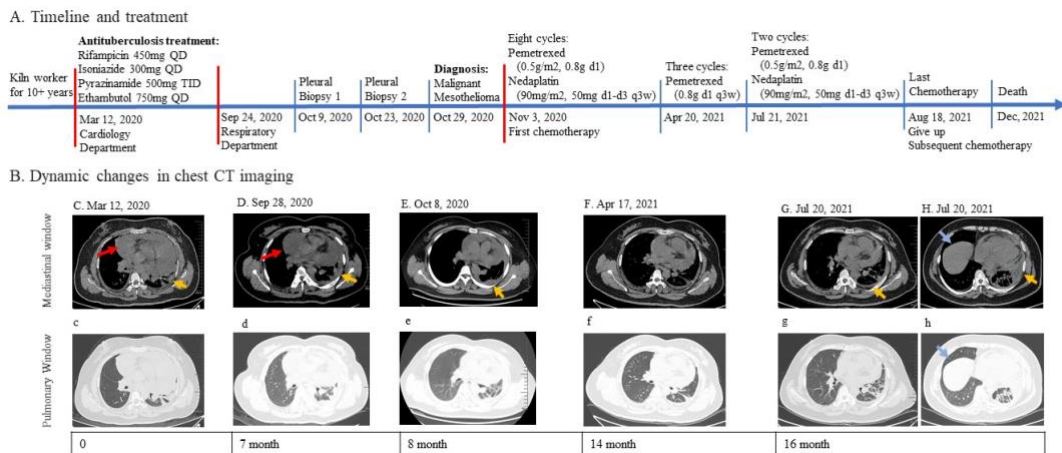 A. Timeline and treatment
Kiln worker
for 10+ years
Antituberculosis treatment:
Rifampicin 450mg QD
Isoniazide 300mg QD
Pyrazinamide 500mg TID
Ethambutol 750mg QD
Pleural
Biopsy 1
Pleural
Biopsy 2
Diagnosis:
Malignant
Mesothelioma
Eight cycles:
Pemetrexed
(0.5g/m2, 0.8g d1)
Nedaplatin
(90mg/m2, 50mg d1-d3 q3w)
Three cycles:
Pemetrexed
(0.8g d1 q3w)
Two cycles:
Pemetrexed
(0.5g/m2, 0.8g d1)
Nedaplatin
(90mg/m2, 50mg d1-d3 q3w)
Last
Chemotherapy
Death
Mar 12, 2020
Cardiology
Department
Sep 24, 2020
Respiratory
Department
Oct 9, 2020
Oct 23, 2020
Oct 29, 2020
Nov 3, 2020
First chemotherapy
Apr 20, 2021
Jul 21, 2021
Aug 18, 2021
Give up
Subsequent chemotherapy
Dec, 2021
B. Dynamic changes in chest CT imaging
C. Mar 12, 2020
D. Sep 28, 2020
E. Oct 8, 2020
F. Apr 17, 2021
G. Jul 20, 2021
H. Jul 20, 2021
Mediastinal window
c
d
e
f
g
h
Pulmonary Window
0
7 month
8 month
14 month
16 month